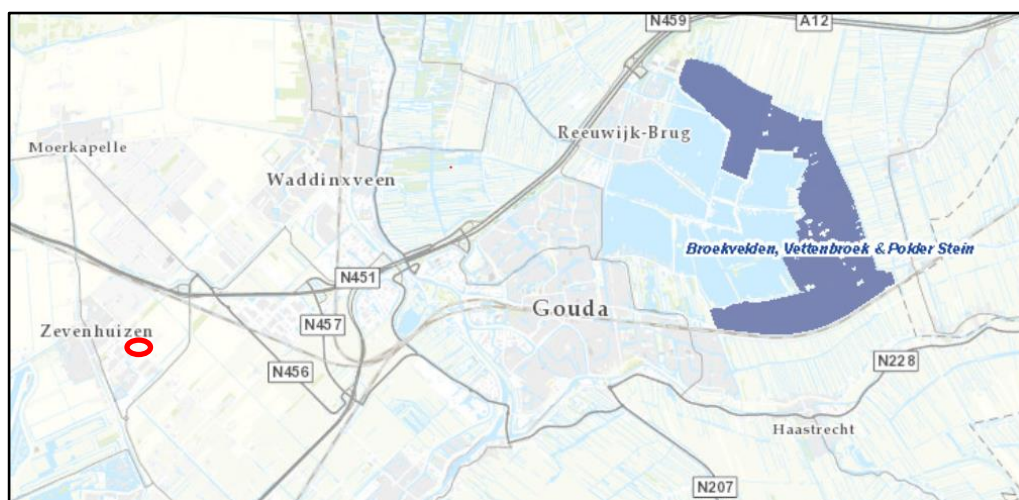 N459
A12
Reeuwijk-Brug
Moerkapelle
Waddinxveen
Broekvelden, Vettenbroek & Polder Stein
N451
Gouda
N457
Zevenhuizen
N228
N456
Haastrecht
N207